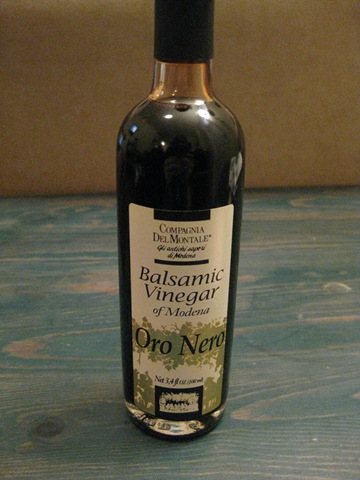 COMPAGNIA
DEL MONTALE®
Gli antichi sapori
di Modena
Balsamic
Vinegar
of Modena
Oro Nero